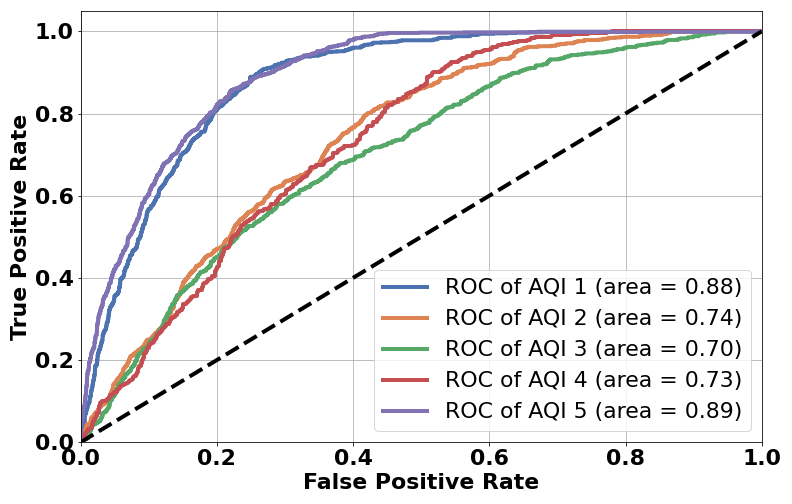 True Positive Rate
1.0
0.8
0.6
0.4
0.2
0.0
ROC of AQI 1 (area = 0.88)
ROC of AQI 2 (area = 0.74)
ROC of AQI 3 (area = 0.70)
ROC of AQI 4 (area = 0.73)
ROC of AQI 5 (area = 0.89)
0.0 0.2 0.4 0.6 0.8 1.0
False Positive Rate